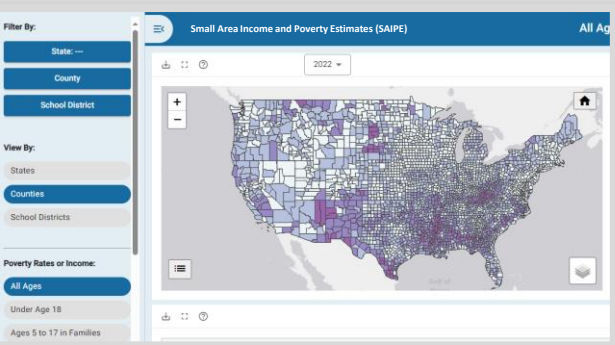 Filter By:
State: ---
County
School District
View By:
States
Counties
School Districts
Poverty Rates or Income:
All Ages
Under Age 18
Ages 5 to 17 in Families
Small Area Income and Poverty Estimates (SAIPE)
All Ag
2022
+
−